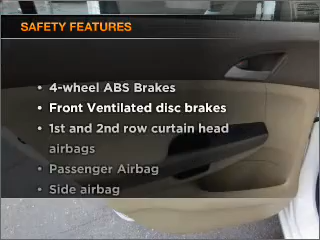 SAFETY FEATURES
• 4-wheel ABS Brakes
• Front Ventilated disc brakes
• 1st and 2nd row curtain head
airbags
• Passenger Airbag
• Side airbag